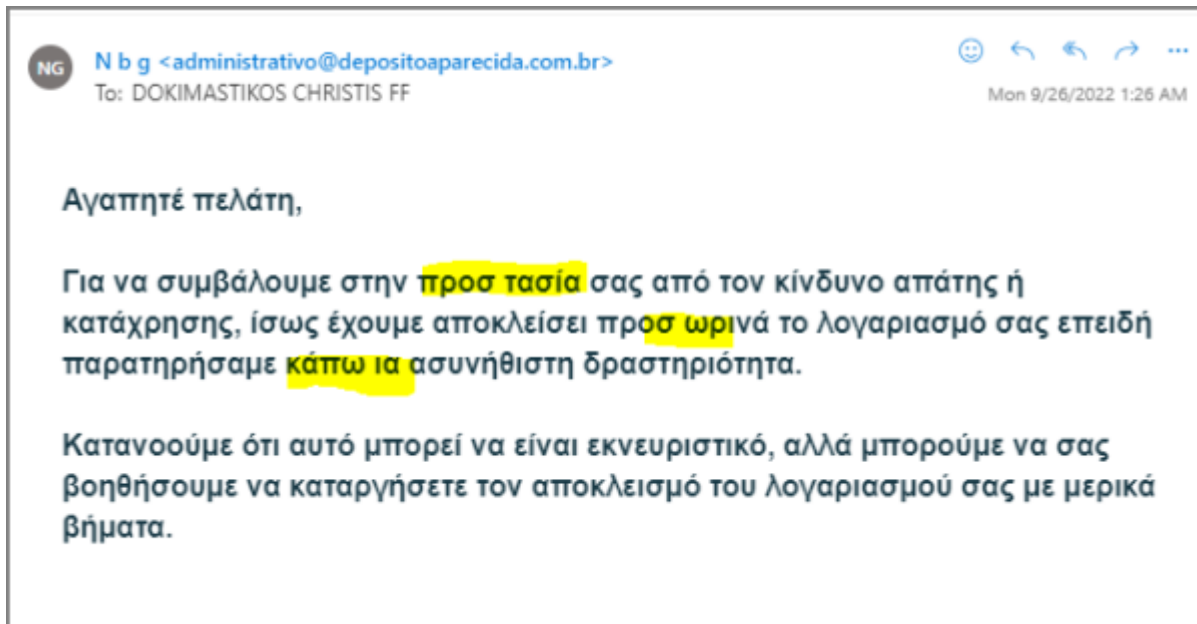 NG
N b g <administrativo@depositoaparecida.com.br>
To: DOKIMASTIKOS CHRISTIS FF
Mon 9/26/2022 1:26 AM
Αγαπητέ πελάτη,
Για να συμβάλουμε στην προσ τασία σας από τον κίνδυνο απάτης ή
κατάχρησης, ίσως έχουμε αποκλείσει προσ ωρινά το λογαριασμό σας επειδή
παρατηρήσαμε κάπω ια ασυνήθιστη δραστηριότητα.
Κατανοούμε ότι αυτό μπορεί να είναι εκνευριστικό, αλλά μπορούμε να σας
βοηθήσουμε να καταργήσετε τον αποκλεισμό του λογαριασμού σας με μερικά
βήματα.